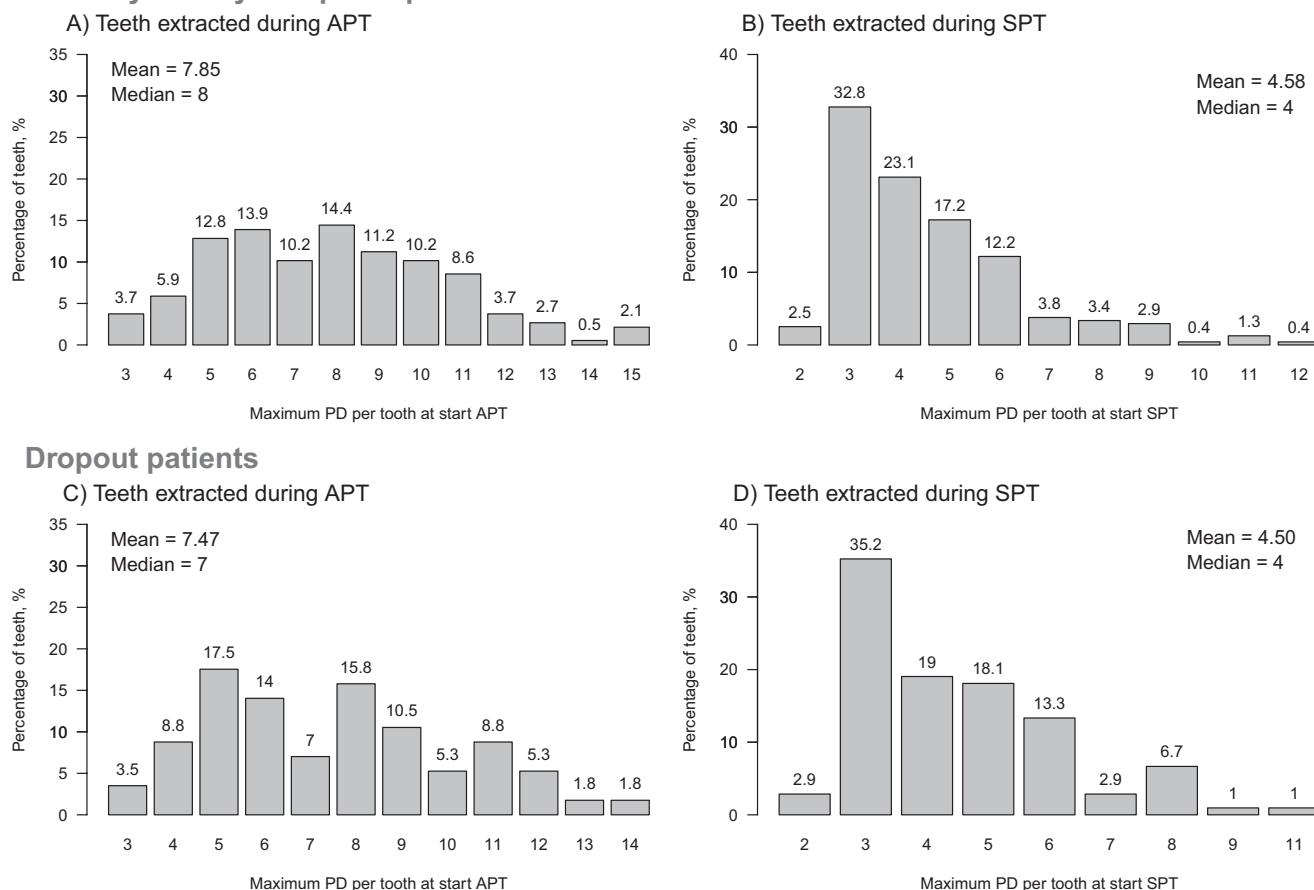 A) Teeth extracted during APT
35
30
25
20
15
10
5
0
Percentage of teeth, %
Mean = 7.85
Median = 8
3.7
5.9
12.8
13.9
10.2
14.4
11.2
10.2
8.6
3.7
2.7
0.5
2.1
3 4 5 6 7 8 9 10 11 12 13 14 15
Maximum PD per tooth at start APT
B) Teeth extracted during SPT
40
30
20
10
0
Percentage of teeth, %
Mean = 4.58
Median = 4
2.5
32.8
23.1
17.2
12.2
3.8
3.4
2.9
0.4
1.3
0.4
2 3 4 5 6 7 8 9 10 11 12
Maximum PD per tooth at start SPT
Dropout patients
C) Teeth extracted during APT
35
30
25
20
15
10
5
0
Percentage of teeth, %
Mean = 7.47
Median = 7
3.5
8.8
17.5
14
7
15.8
10.5
5.3
8.8
5.3
1.8
1.8
3 4 5 6 7 8 9 10 11 12 13 14
Maximum PD per tooth at start APT
D) Teeth extracted during SPT
40
30
20
10
0
Percentage of teeth, %
Mean = 4.50
Median = 4
2.9
35.2
19
18.1
13.3
2.9
6.7
1
1
2 3 4 5 6 7 8 9 11
Maximum PD per tooth at start SPT